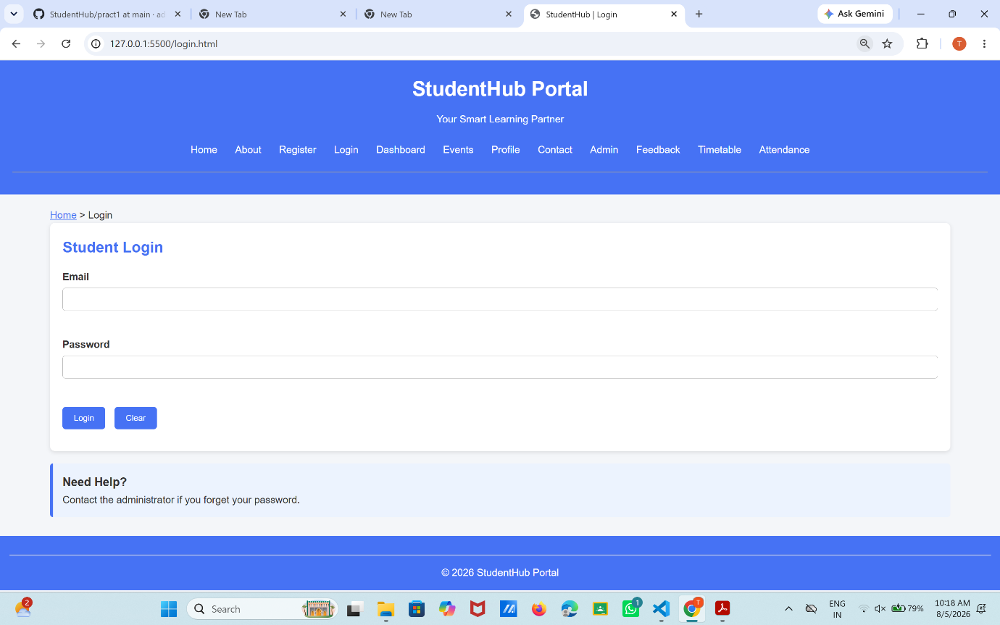 StudentHub/pract1 at main · ad
New Tab
New Tab
StudentHub | Login
Ask Gemini
127.0.0.1:5500/login.html
T
StudentHub Portal
Your Smart Learning Partner
Home About Register Login Dashboard Events Profile Contact Admin Feedback Timetable Attendance
Home > Login
Student Login
Email
Password
Login Clear
Need Help?
Contact the administrator if you forget your password.
© 2026 StudentHub Portal
2
Search
1
T
ENG
IN
79%
10:18 AM
8/5/2026